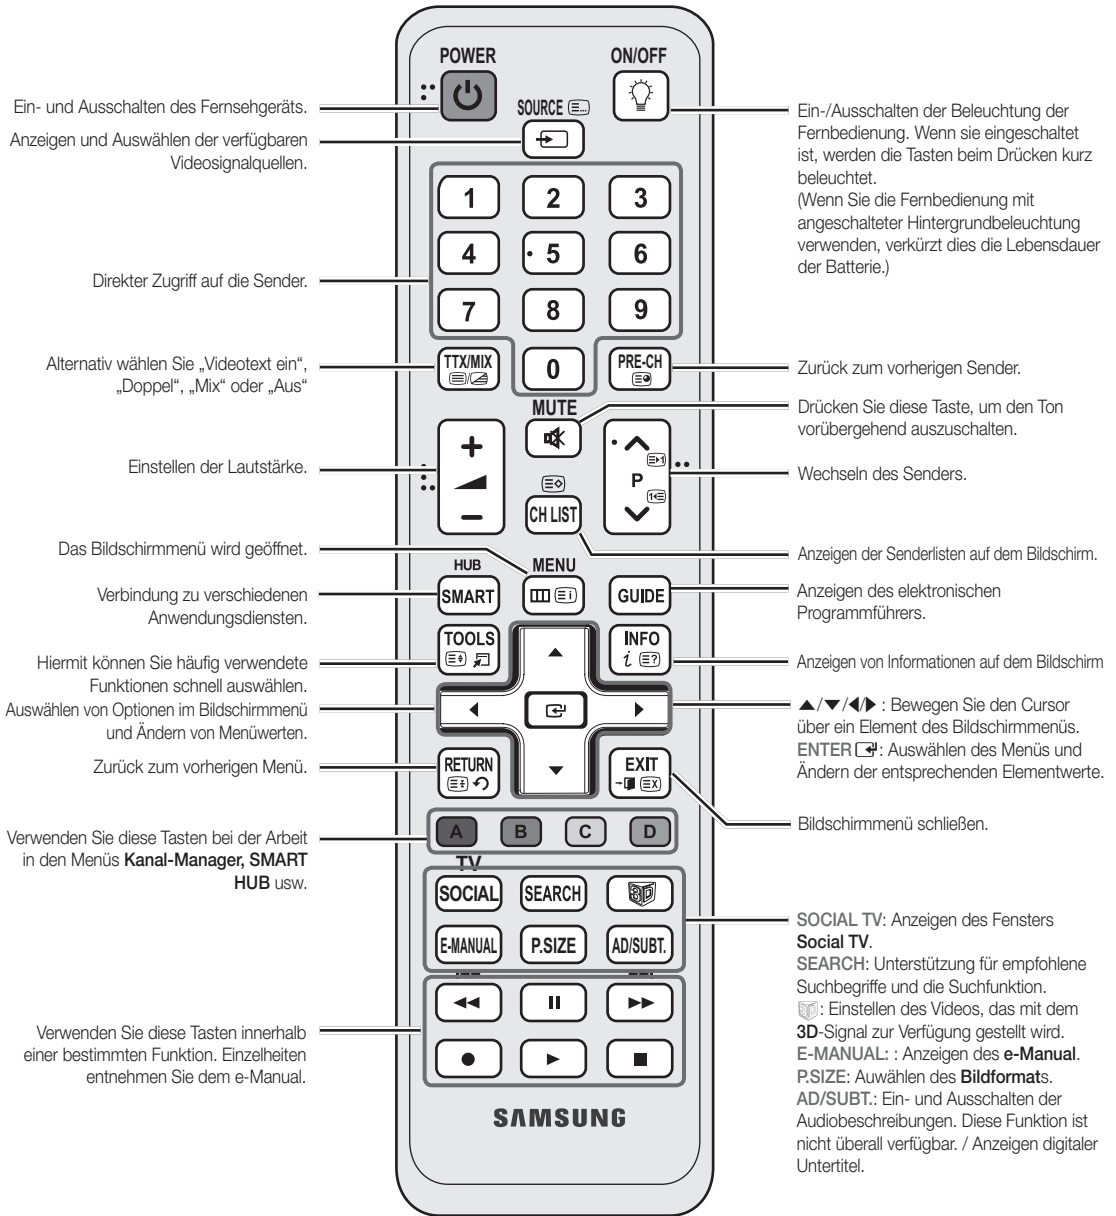 POWER
ON/OFF
Ein- und Ausschalten des Fernsehgeräts.
SOURCE
Anzeigen und Auswählen der verfügbaren
Videosignalquellen.
Ein-/Ausschalten der Beleuchtung der
Fernbedienung. Wenn sie eingeschaltet
ist, werden die Tasten beim Drücken kurz
beleuchtet.
(Wenn Sie die Fernbedienung mit
angeschalteter Hintergrundbeleuchtung
verwenden, verkürzt dies die Lebensdauer
der Batterie.)
1 2 3
4 5 6
7 8 9
Direkter Zugriff auf die Sender.
TTX/MIX 0 PRE-CH
Alternativ wählen Sie „Videotext ein“,
„Doppel“, „Mix“ oder „Aus“
Zurück zum vorherigen Sender.
MUTE
Drücken Sie diese Taste, um den Ton
vorübergehend auszuschalten.
Einstellen der Lautstärke.
P
Wechseln des Senders.
CH LIST
Das Bildschirmmenü wird geöffnet.
Anzeigen der Senderlisten auf dem Bildschirm.
HUB MENU
SMART GUIDE
Verbindung zu verschiedenen
Anwendungsdiensten.
Anzeigen des elektronischen
Programmführers.
TOOLS INFO
Hiermit können Sie häufig verwendete
Funktionen schnell auswählen.
Anzeigen von Informationen auf dem Bildschirm
Auswählen von Optionen im Bildschirmmenü
und Ändern von Menüwerten.
▲/▼/◀/▶ : Bewegen Sie den Cursor
über ein Element des Bildschirmmenüs.
ENTER : Auswählen des Menüs und
Ändern der entsprechenden Elementwerte.
RETURN EXIT
Zurück zum vorherigen Menü.
Bildschirmmenü schließen.
A B C D
Verwenden Sie diese Tasten bei der Arbeit
in den Menüs Kanal-Manager, SMART
HUB usw.
TV
SOCIAL SEARCH 3D
E-MANUAL P.SIZE AD/SUBT.
SOCIAL TV: Anzeigen des Fensters
Social TV.
SEARCH: Unterstützung für empfohlene
Suchbegriffe und die Suchfunktion.
3D: Einstellen des Videos, das mit dem
3D-Signal zur Verfügung gestellt wird.
E-MANUAL: : Anzeigen des e-Manual.
P.SIZE: Auwählen des Bildformats.
AD/SUBT.: Ein- und Ausschalten der
Audiobeschreibungen. Diese Funktion ist
nicht überall verfügbar. / Anzeigen digitaler
Untertitel.
Verwenden Sie diese Tasten innerhalb
einer bestimmten Funktion. Einzelheiten
entnehmen Sie dem e-Manual.
SAMSUNG